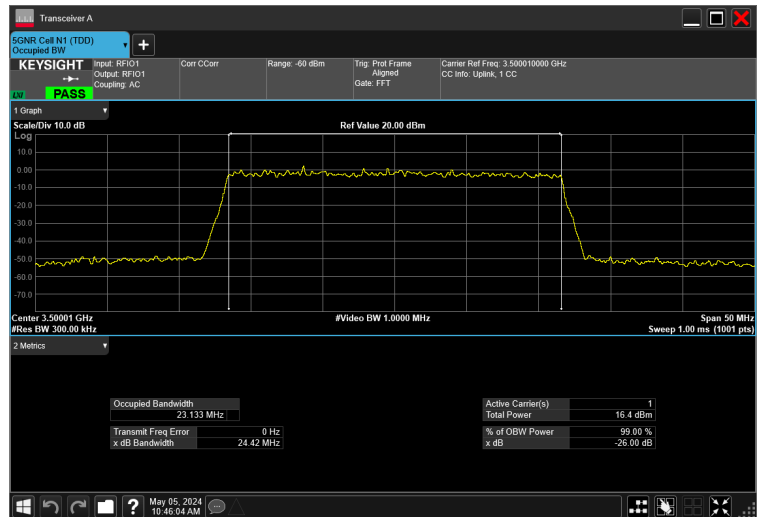 Transceiver A
5GNR Cell N1 (TDD)
Occupied BW
KEYSIGHT
Input: RFIO1
Output: RFIO1
Coupling: AC
Corr CCorr
Range: -60 dBm
Trig: Prot Frame
Aligned
Gate: FFT
Carrier Ref Freq: 3.500010000 GHz
CC Info: Uplink, 1 CC
LXI
PASS
1 Graph
Scale/Div 10.0 dB
Ref Value 20.00 dBm
Log
10.0
0.00
-10.0
-20.0
-30.0
-40.0
-50.0
-60.0
-70.0
Center 3.50001 GHz
#Video BW 1.0000 MHz
Span 50 MHz
#Res BW 300.00 kHz
Sweep 1.00 ms (1001 pts)
2 Metrics
Occupied Bandwidth
23.133 MHz
Active Carrier(s) 1
Total Power 16.4 dBm
Transmit Freq Error 0 Hz
x dB Bandwidth 24.42 MHz
% of OBW Power 99.00 %
x dB -26.00 dB
?
May 05, 2024
10:46:04 AM